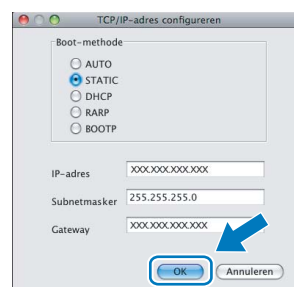 TCP/IP-adres configureren
Boot-methode
AUTO
STATIC
DHCP
RARP
BOOTP
IP-adres XXX.XXX.XXX.XXX
Subnetmasker 255.255.255.0
Gateway XXX.XXX.XXX.XXX
OK Annuleren